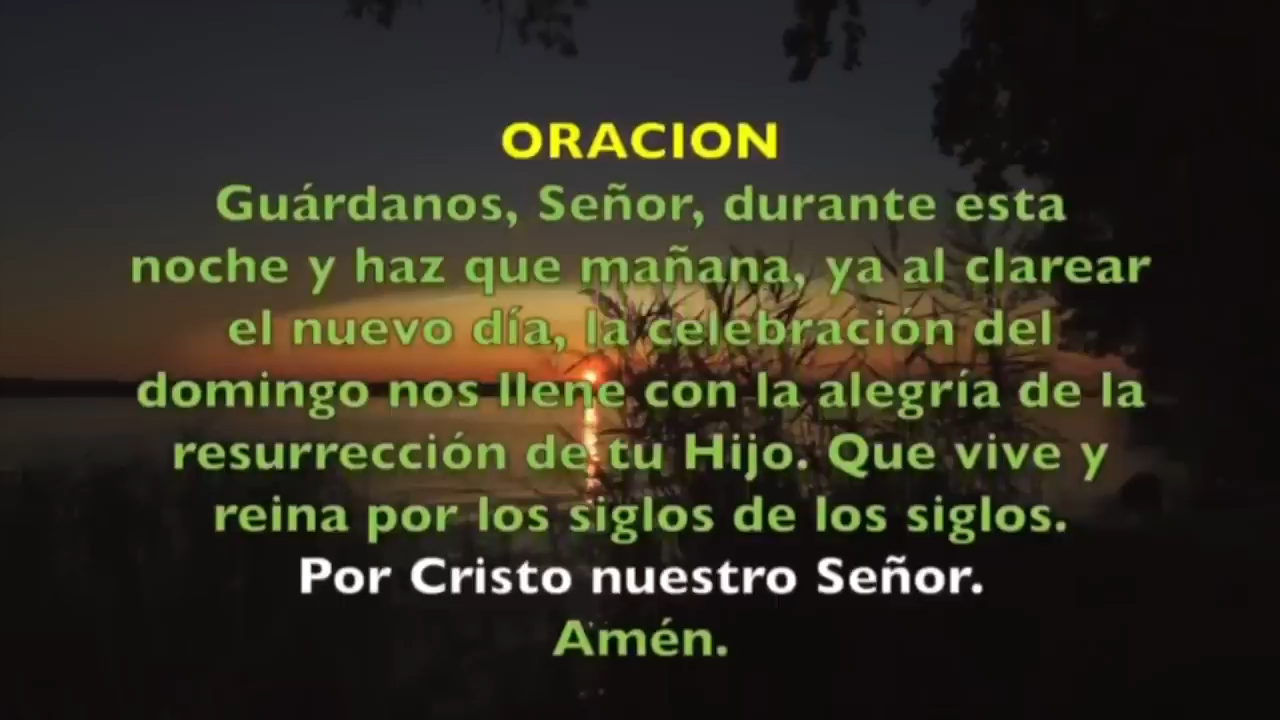 ORACION
Guárdanos, Señor, durante esta
noche y haz que mañana, ya al clarear
el nuevo día, la celebración del
domingo nos llene con la alegría de la
resurrección de tu Hijo. Que vive y
reina por los siglos de los siglos.
Por Cristo nuestro Señor.
Amén.